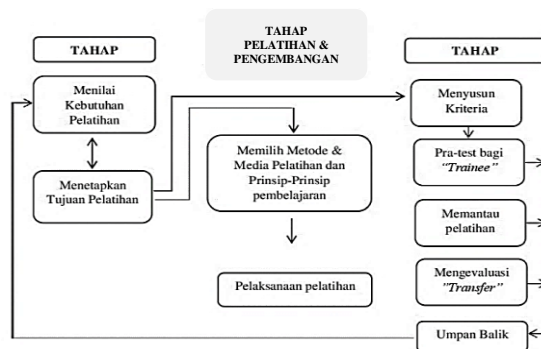 TAHAP
Menilai
Kebutuhan
Pelatihan
Menetapkan
Tujuan Pelatihan
TAHAP
PELATIHAN &
PENGEMBANGAN
Memilih Metode &
Media Pelatihan dan
Prinsip-Prinsip
pembelajaran
Pelaksanaan pelatihan
TAHAP
Menyusun
Kriteria
Pra-test bagi
"Trainee"
Memantau
pelatihan
Mengevaluasi
"Transfer"
Umpan Balik